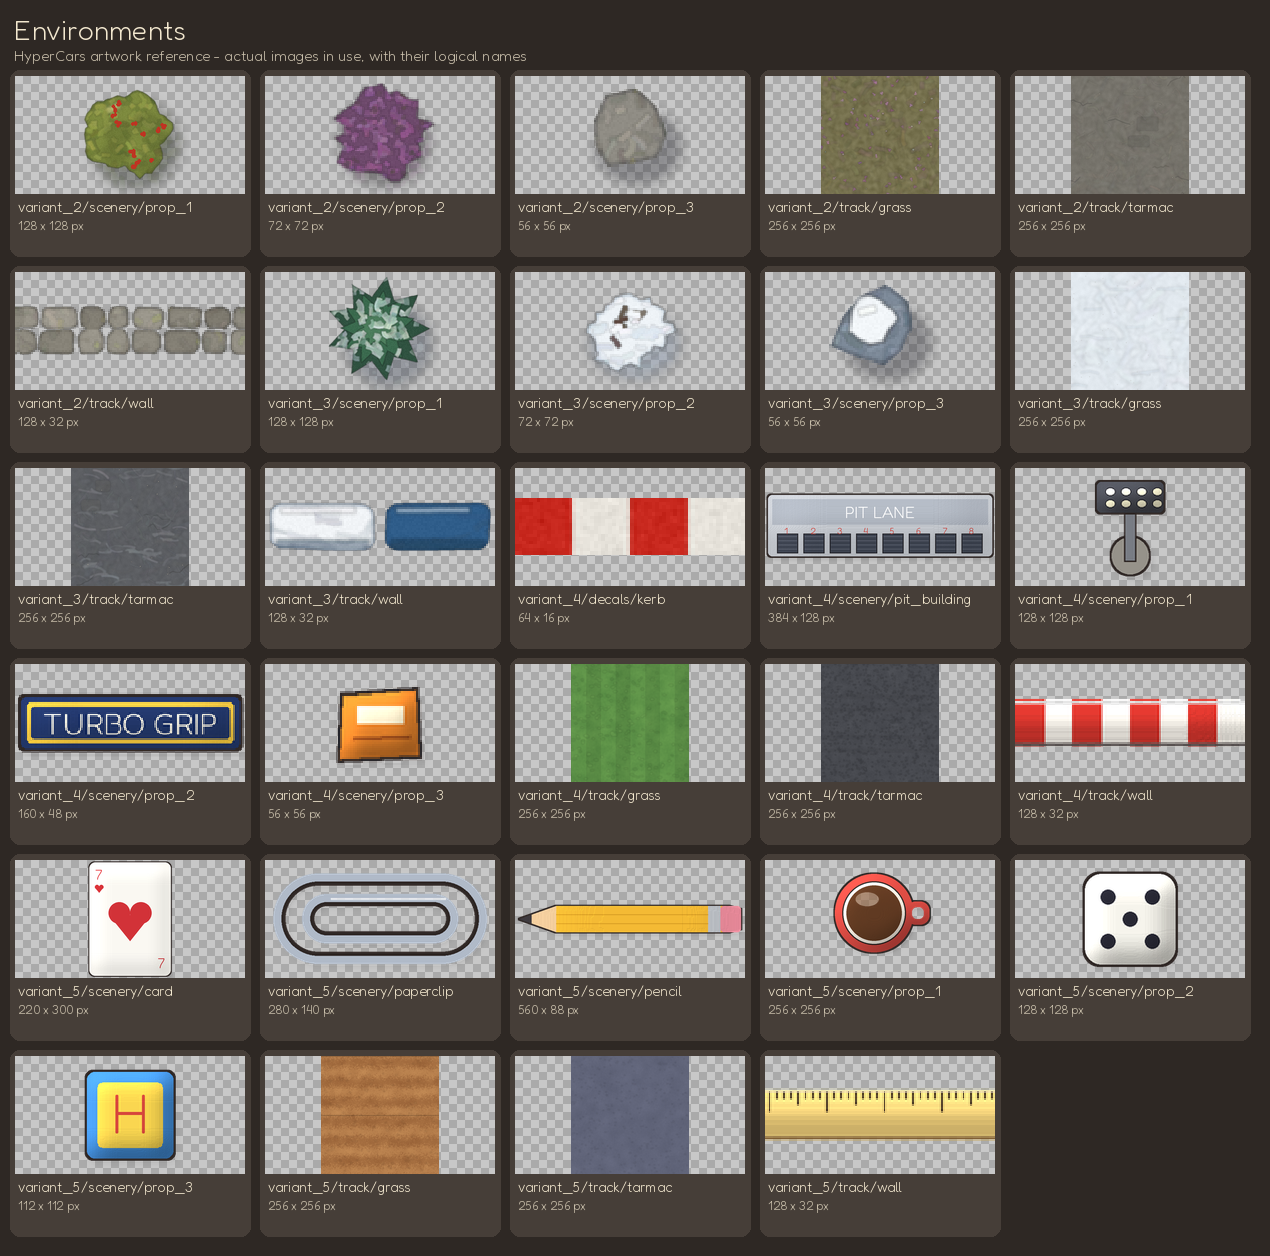 Environments
HyperCars artwork reference - actual images in use, with their logical names
variant_2/scenery/prop_1
128 x 128 px
variant_2/scenery/prop_2
72 x 72 px
variant_2/scenery/prop_3
56 x 56 px
variant_2/track/grass
256 x 256 px
variant_2/track/tarmac
256 x 256 px
variant_2/track/wall
128 x 32 px
variant_3/scenery/prop_1
128 x 128 px
variant_3/scenery/prop_2
72 x 72 px
variant_3/scenery/prop_3
56 x 56 px
variant_3/track/grass
256 x 256 px
PIT LANE
1 2 3 4 5 6 7 8
variant_3/track/tarmac
256 x 256 px
variant_3/track/wall
128 x 32 px
variant_4/decals/kerb
64 x 16 px
variant_4/scenery/pit_building
384 x 128 px
variant_4/scenery/prop_1
128 x 128 px
TURBO GRIP
variant_4/scenery/prop_2
160 x 48 px
variant_4/scenery/prop_3
56 x 56 px
variant_4/track/grass
256 x 256 px
variant_4/track/tarmac
256 x 256 px
variant_4/track/wall
128 x 32 px
7
7
variant_5/scenery/card
220 x 300 px
variant_5/scenery/paperclip
280 x 140 px
variant_5/scenery/pencil
560 x 88 px
variant_5/scenery/prop_1
256 x 256 px
variant_5/scenery/prop_2
128 x 128 px
H
variant_5/scenery/prop_3
112 x 112 px
variant_5/track/grass
256 x 256 px
variant_5/track/tarmac
256 x 256 px
variant_5/track/wall
128 x 32 px